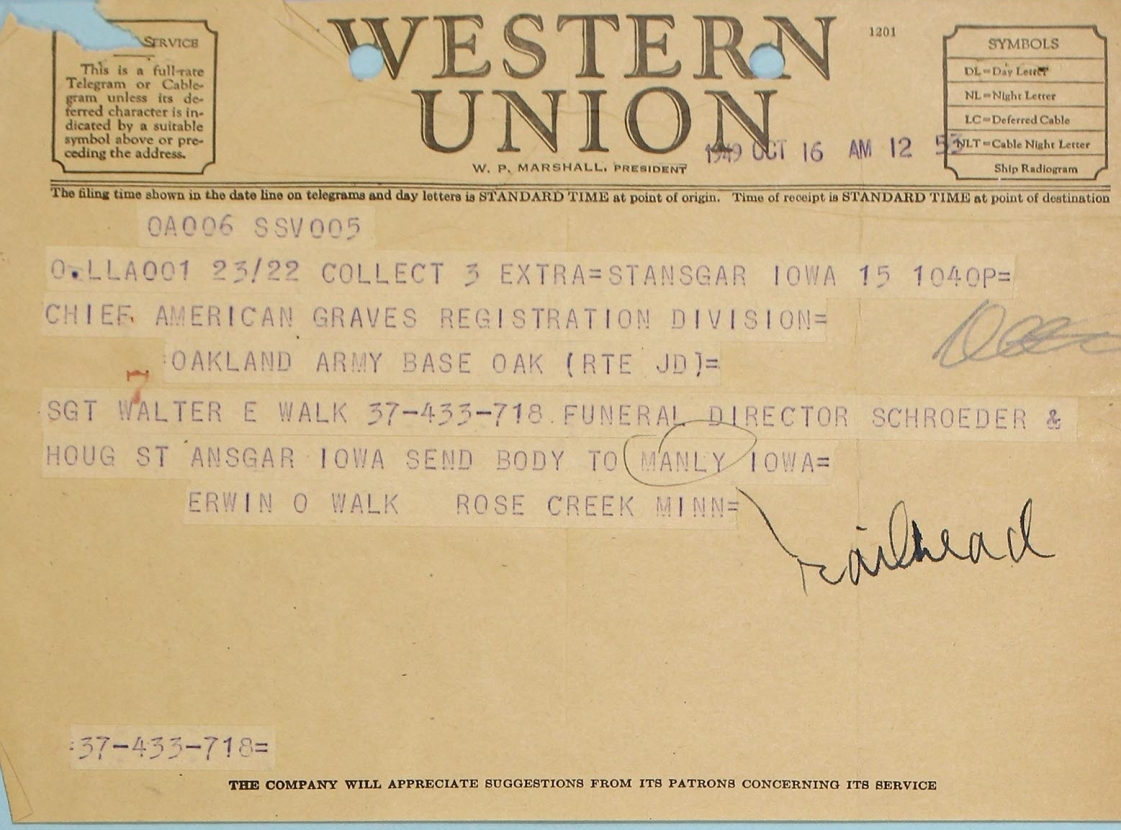 SERVICE
This is a full-rate
Telegram or Cable-
gram unless its de-
ferred character is in-
dicated by a suitable
symbol above or pre-
ceding the address.
WESTERN
UNION
W. P. MARSHALL, PRESIDENT
1201
1949 OCT 16 AM 12 53
SYMBOLS
DL=Day Letter
NL=Night Letter
LC=Deferred Cable
NLT=Cable Night Letter
Ship Radiogram
The filing time shown in the date line on telegrams and day letters is STANDARD TIME at point of origin. Time of receipt is STANDARD TIME at point of destination
OA006 SSV005
O.LLA001 23/22 COLLECT 3 EXTRA=STANSGAR IOWA 15 1040P=
CHIEF AMERICAN GRAVES REGISTRATION DIVISION=
:OAKLAND ARMY BASE OAK (RTE JD)=
7
SGT WALTER E WALK 37-433-718. FUNERAL DIRECTOR SCHROEDER &
HOUG ST ANSGAR IOWA SEND BODY TO MANLY IOWA=
ERWIN O WALK ROSE CREEK MINN=
railhead
:37-433-718=
THE COMPANY WILL APPRECIATE SUGGESTIONS FROM ITS PATRONS CONCERNING ITS SERVICE